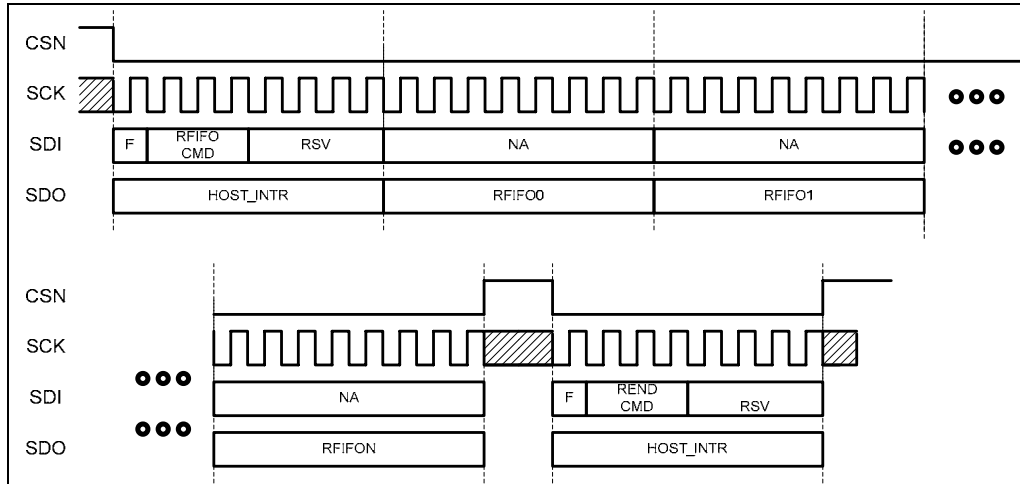 CSN
SCK
SDI
F
RFIFO
CMD
RSV
NA
NA
SDO
HOST_INTR
RFIFO0
RFIFO1
CSN
SCK
SDI
NA
F
REND
CMD
RSV
SDO
RFIFON
HOST_INTR